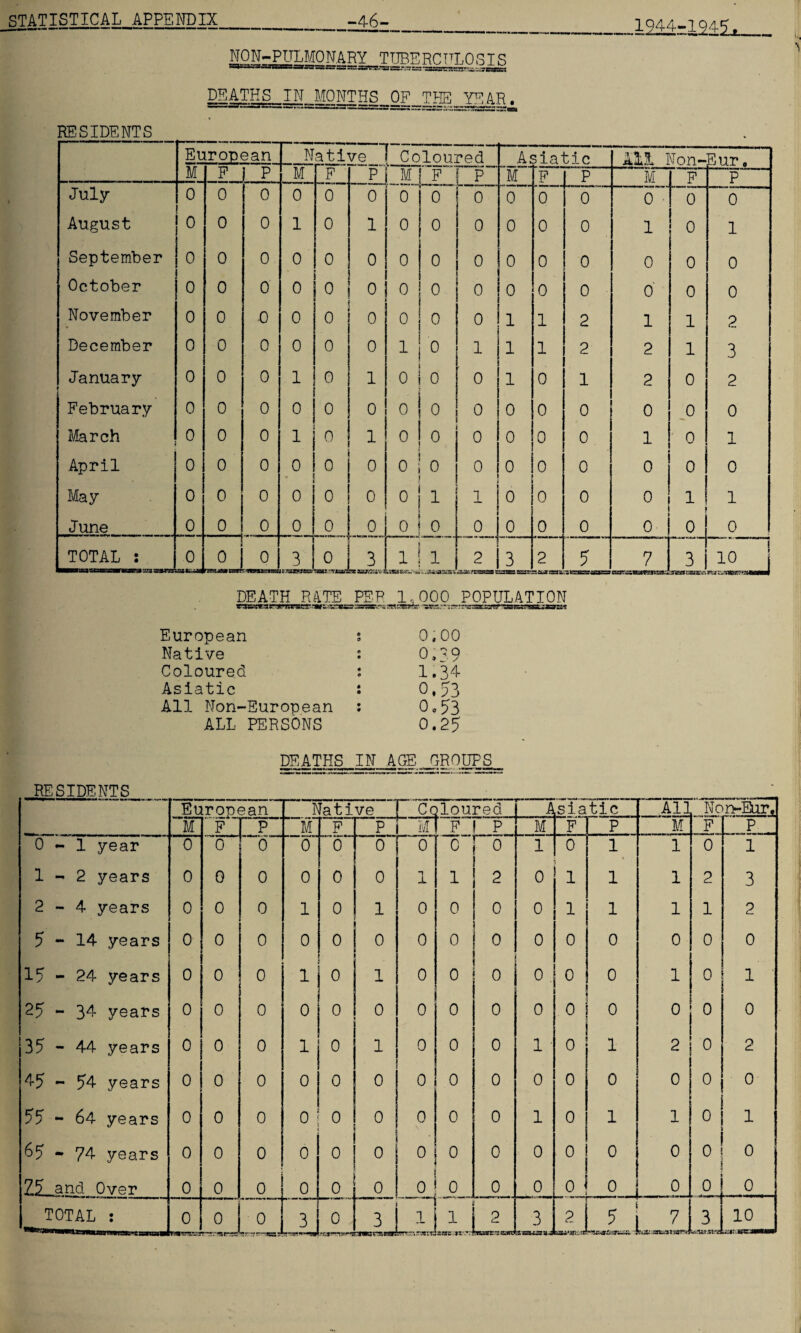 STATISTICAL APPENDIX -46- 1944-1945.
NON-PULMONARY TUBERCULOSIS
DEATHS IN MONTHS OF THE YEAR.
RESIDENTS
European Native Coloured Asiatic All Non-Eur.
M F P M F P M F P M F P M F P
July 0 0 0 0 0 0 0 0 0 0 0 0 0 0 0
August 0 0 0 1 0 1 0 0 0 0 0 0 1 0 1
September 0 0 0 0 0 0 0 0 0 0 0 0 0 0 0
October 0 0 0 0 0 0 0 0 0 0 0 0 0 0 0
November 0 0 0 0 0 0 0 0 0 1 1 2 1 1 2
December 0 0 0 0 0 0 1 0 1 1 1 2 2 1 3
January 0 0 0 1 0 1 0 0 0 1 0 1 2 0 2
February 0 0 0 0 0 0 0 0 0 0 0 0 0 0 0
March 0 0 0 1 0 1 0 0 0 0 0 0 1 0 1
April 0 0 0 0 0 0 0 0 0 0 0 0 0 0 0
May 0 0 0 0 0 0 0 1 1 0 0 0 0 1 1
June 0 0 0 0 0 0 0 0 0 0 0 0 0 0 0
TOTAL : 0 0 0 3 0 3 1 1 2 3 2 5 7 3 10
DEATH RATE PER 1,000 POPULATION
European : 0.00
Native : 0.39
Coloured : 1.34
Asiatic : 0.53
All Non-European : 0.53
ALL PERSONS 0.25
DEATHS IN AGE GROUPS
RESIDENTS
European Native Coloured Asiatic All Non-Eur.
M F P M F P M F P M F P M F P
0 - 1 year 0 0 0 0 0 0 0 0 0 1 0 1 1 0 1
1 - 2 years 0 0 0 0 0 0 1 1 2 0 1 1 1 2 3
2 - 4 years 0 0 0 1 0 1 0 0 0 0 1 1 1 1 2
5 - 14 years 0 0 0 0 0 0 0 0 0 0 0 0 0 0 0
15 - 24 years 0 0 0 1 0 1 0 0 0 0 0 0 1 0 1
25 - 34 years 0 0 0 0 0 0 0 0 0 0 0 0 0 0 0
35 - 44 years 0 0 0 1 0 1 0 0 0 1 0 1 2 0 2
45 - 54 years 0 0 0 0 0 0 0 0 0 0 0 0 0 0 0
55 - 64 years 0 0 0 0 0 0 0 0 0 1 0 1 1 0 1
65 - 74 years 0 0 0 0 0 0 0 0 0 0 0 0 0 0 0
75 and Over 0 0 0 0 0 0 0 0 0 0 0 0 0 0 0
TOTAL : 0 0 0 3 0 3 1 1 2 3 2 5 7 3 10